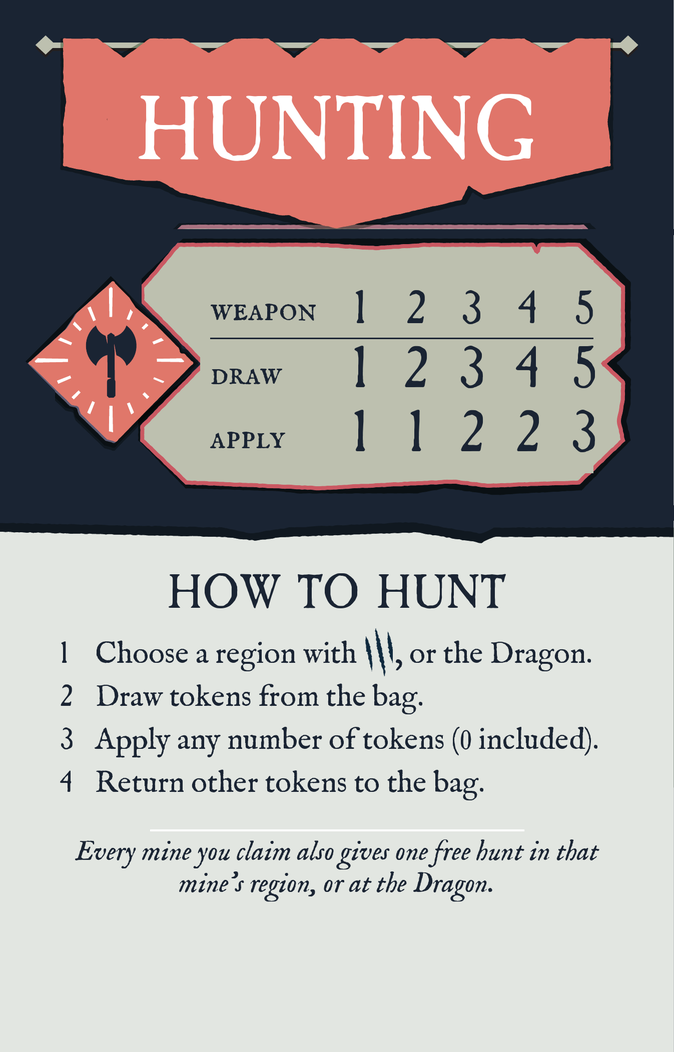 HUNTING
WEAPON 1 2 3 4 5
DRAW 1 2 3 4 5
APPLY 1 1 2 2 3
HOW TO HUNT
1 Choose a region with , or the Dragon.
2 Draw tokens from the bag.
3 Apply any number of tokens (0 included).
4 Return other tokens to the bag.
Every mine you claim also gives one free hunt in that
mine's region, or at the Dragon.